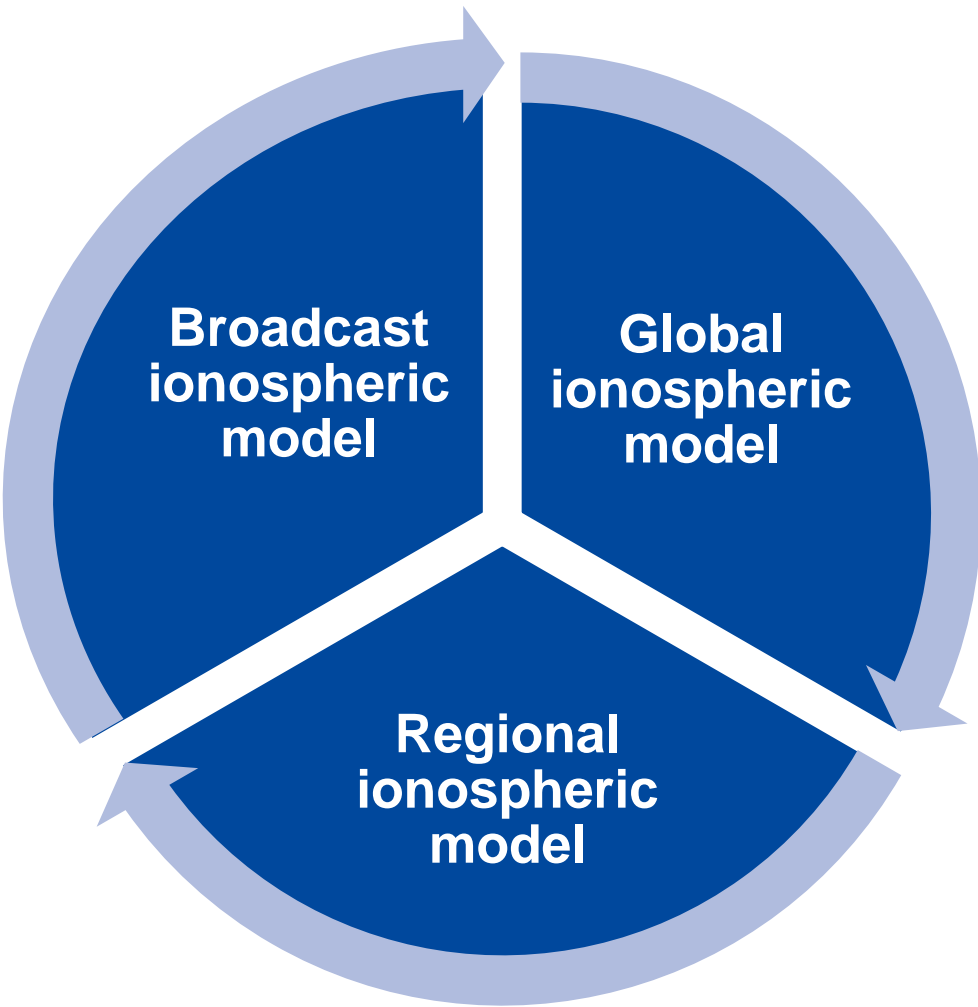 Broadcast
ionospheric
model
Global
ionospheric
model
Regional
ionospheric
model